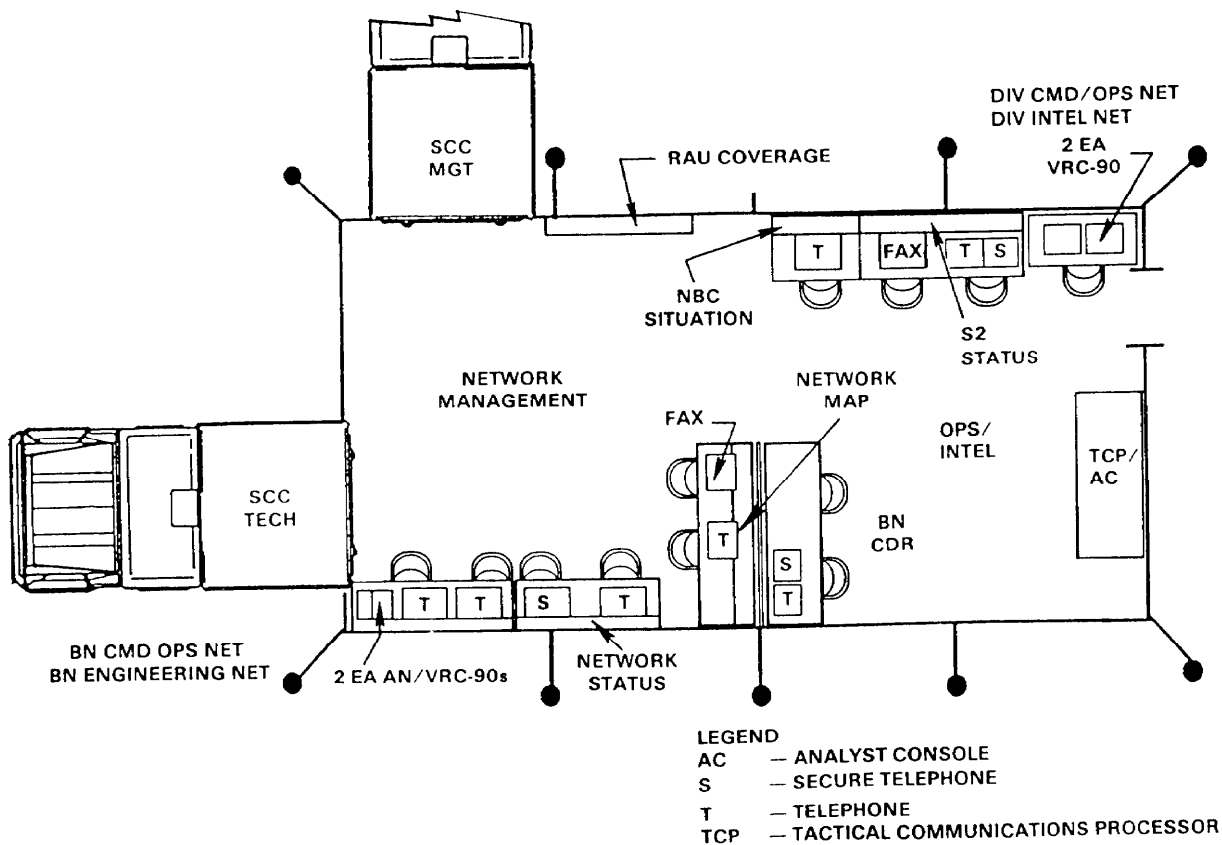 DIV CMD/OPS NET
DIV INTEL NET
2 EA
VRC-90
SCC
MGT
RAU COVERAGE
T
FAX
T
S
NBC
SITUATION
S2
STATUS
NETWORK
MANAGEMENT
NETWORK
MAP
FAX
OPS/
INTEL
TCP/
AC
SCC
TECH
BN
CDR
T
S
T
T
T
S
T
BN CMD OPS NET
BN ENGINEERING NET
2 EA AN/VRC-90s
NETWORK
STATUS
LEGEND
AC — ANALYST CONSOLE
S — SECURE TELEPHONE
T — TELEPHONE
TCP — TACTICAL COMMUNICATIONS PROCESSOR